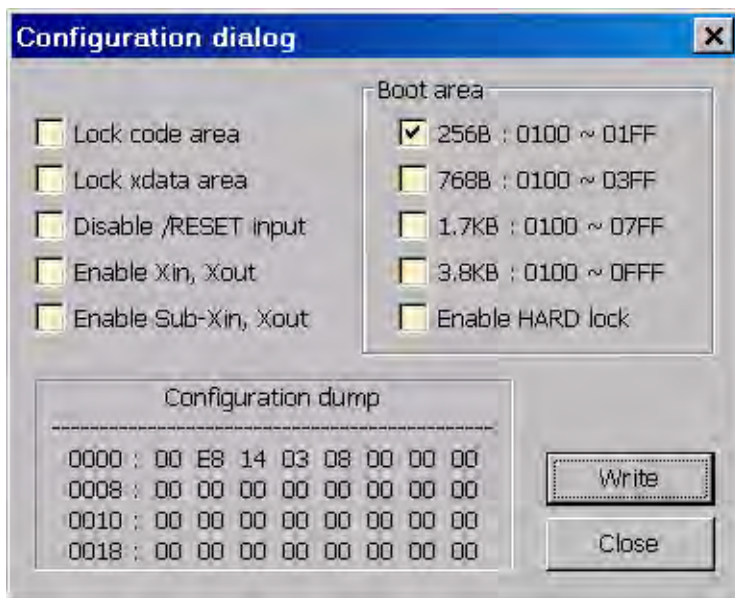 Configuration dialog
Lock code area
Lock xdata area
Disable /RESET input
Enable Xin, Xout
Enable Sub-Xin, Xout
Boot area
256B : 0100 ~ 01FF
768B : 0100 ~ 03FF
1.7KB : 0100 ~ 07FF
3.8KB : 0100 ~ 0FFF
Enable HARD lock
Configuration dump
--------------------------------------------------
0000 : 00 E8 14 03 08 00 00 00
0008 : 00 00 00 00 00 00 00 00
0010 : 00 00 00 00 00 00 00 00
0018 : 00 00 00 00 00 00 00 00
Write
Close